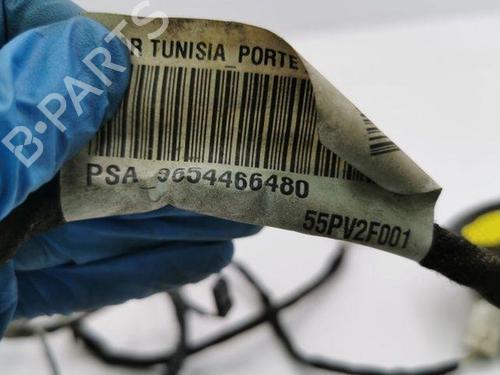 R TUNISIA_PORTE
PSA_9654466480
55PV2F001
B-PARTS